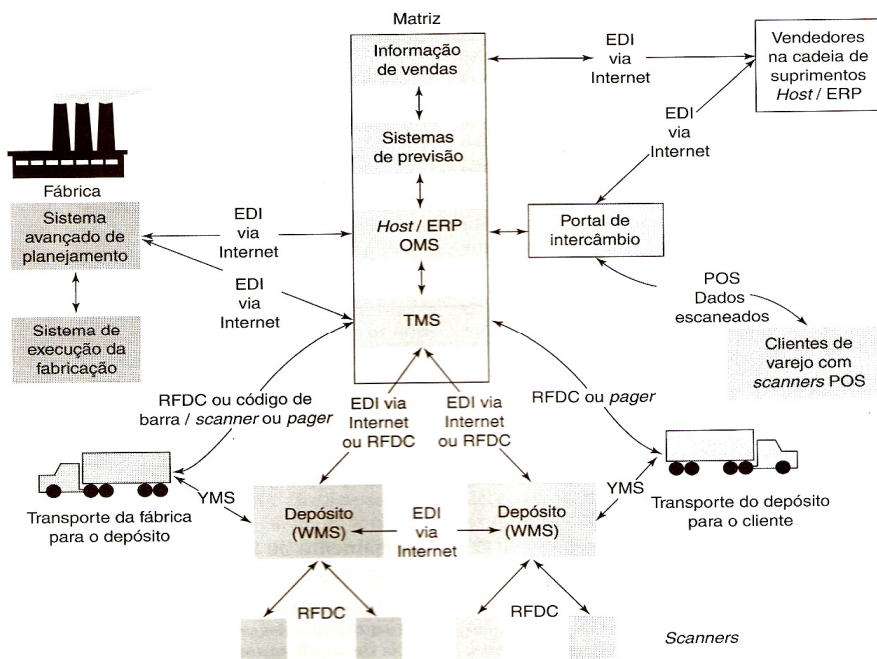 Matriz
Informação
de vendas
EDI
via
Internet
Vendedores
na cadeia de
suprimentos
Host / ERP
EDI
via
Internet
Sistemas
de previsão
Fábrica
Sistema
avançado de
planejamento
EDI
via
Internet
Host / ERP
OMS
Portal de
intercâmbio
EDI
via
Internet
POS
Dados
escaneados
Sistema de
execução da
fabricação
TMS
Clientes de
varejo com
scanners POS
RFDC ou código de
barra / scanner ou pager
EDI via
Internet
ou RFDC
EDI via
Internet
ou RFDC
RFDC ou pager
YMS
Transporte da fábrica
para o depósito
Depósito
(WMS)
EDI
via
Internet
Depósito
(WMS)
YMS
Transporte do depósito
para o cliente
RFDC
RFDC
Scanners